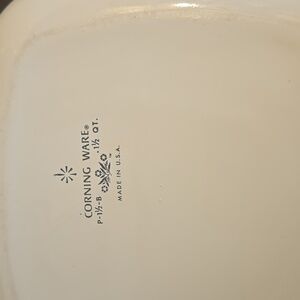 CORNING WARE®
P-1½-B 1½ QT.
MADE IN U.S.A.